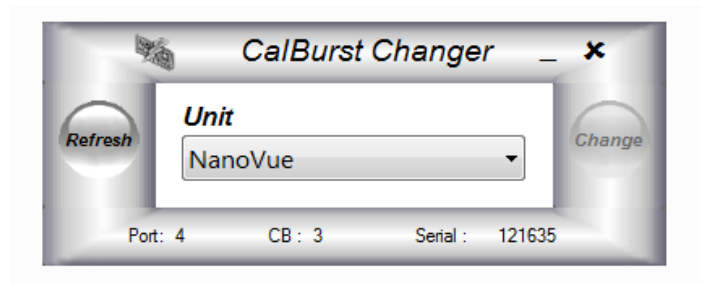 CalBurst Changer
Unit
Refresh
NanoVue
Change
Port: 4 CB : 3 Serial : 121635